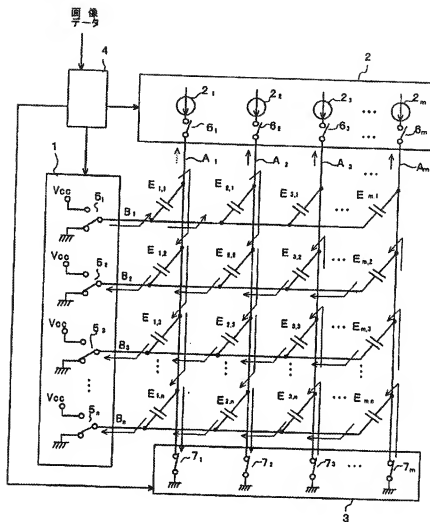 画像
データ
4
2
2₁ 2₂ 2₃ ... 2m
6₁ 6₂ 6₃ ... 6m
A₁ A₂ A₃ Am
1
Vcc 5₁ B₁ E1,1 E2,1 E3,1 ... Em,1
Vcc 5₂ B₂ E1,2 E2,2 E3,2 ... Em,2
Vcc 5₃ B₃ E1,3 E2,3 E3,3 ... Em,3
Vcc 5n Bn E1,n E2,n E3,n ... Em,n
7₁ 7₂ 7₃ ... 7m
3